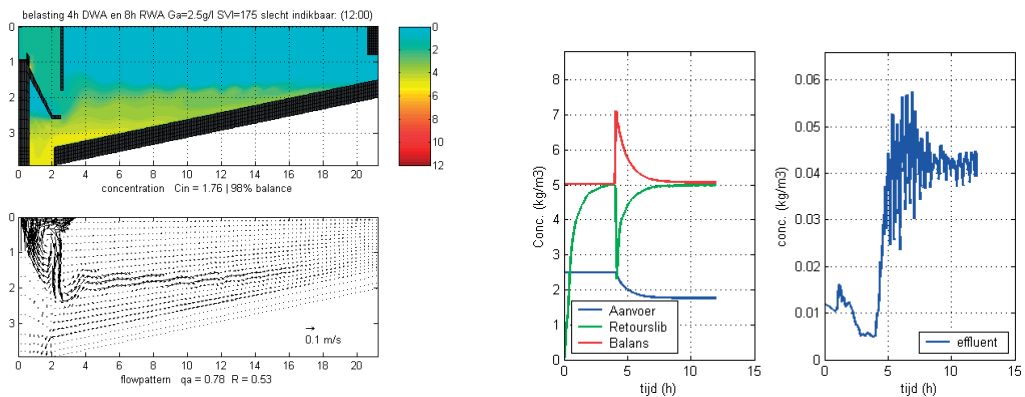 belasting 4h DWA en 8h RWA Ga=2.5g/l SVI=175 slecht indikbaar: (12:00)
0
1
2
3
0 2 4 6 8 10 12 14 16 18 20
0
2
4
6
8
10
12
concentration Cin = 1.76 | 98% balance
0
1
2
3
0.1 m/s
0 2 4 6 8 10 12 14 16 18 20
flowpattern qa = 0.78 R = 0.53
Conc. (kg/m3)
8
7
6
5
4
3
2
1
0
Aanvoer
Retourslib
Balans
0 5 10 15
tijd (h)
conc. (kg/m3)
0.06
0.05
0.04
0.03
0.02
0.01
0
effluent
0 5 10 15
tijd (h)